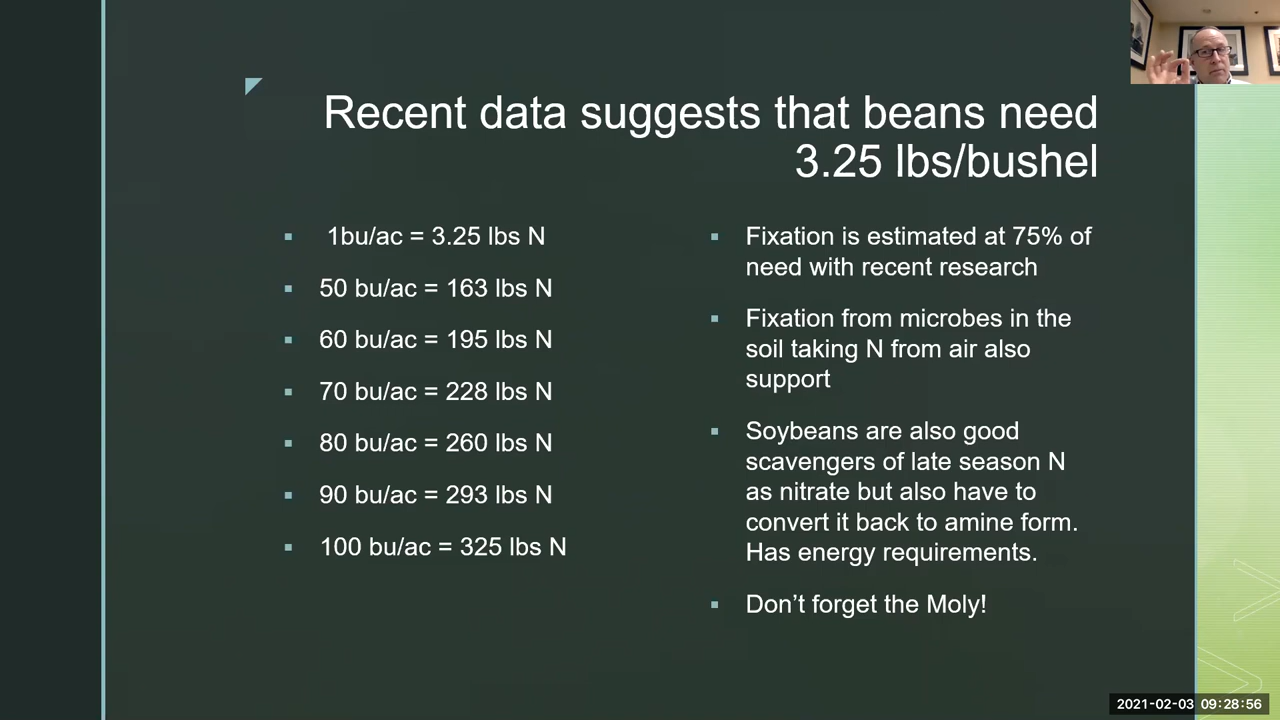 Recent data suggests that beans need
3.25 lbs/bushel
1bu/ac = 3.25 lbs N
50 bu/ac = 163 lbs N
60 bu/ac = 195 lbs N
70 bu/ac = 228 lbs N
80 bu/ac = 260 lbs N
90 bu/ac = 293 lbs N
100 bu/ac = 325 lbs N
Fixation is estimated at 75% of
need with recent research
Fixation from microbes in the
soil taking N from air also
support
Soybeans are also good
scavengers of late season N
as nitrate but also have to
convert it back to amine form.
Has energy requirements.
Don’t forget the Moly!
2021-02-03 09:28:56